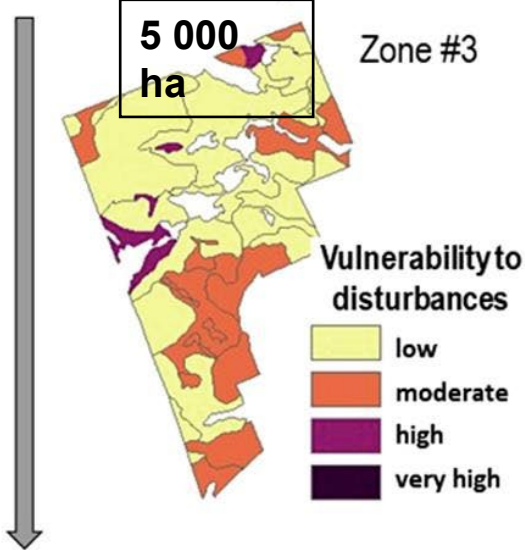 5 000
ha
Zone #3
Vulnerability to
disturbances
low
moderate
high
very high